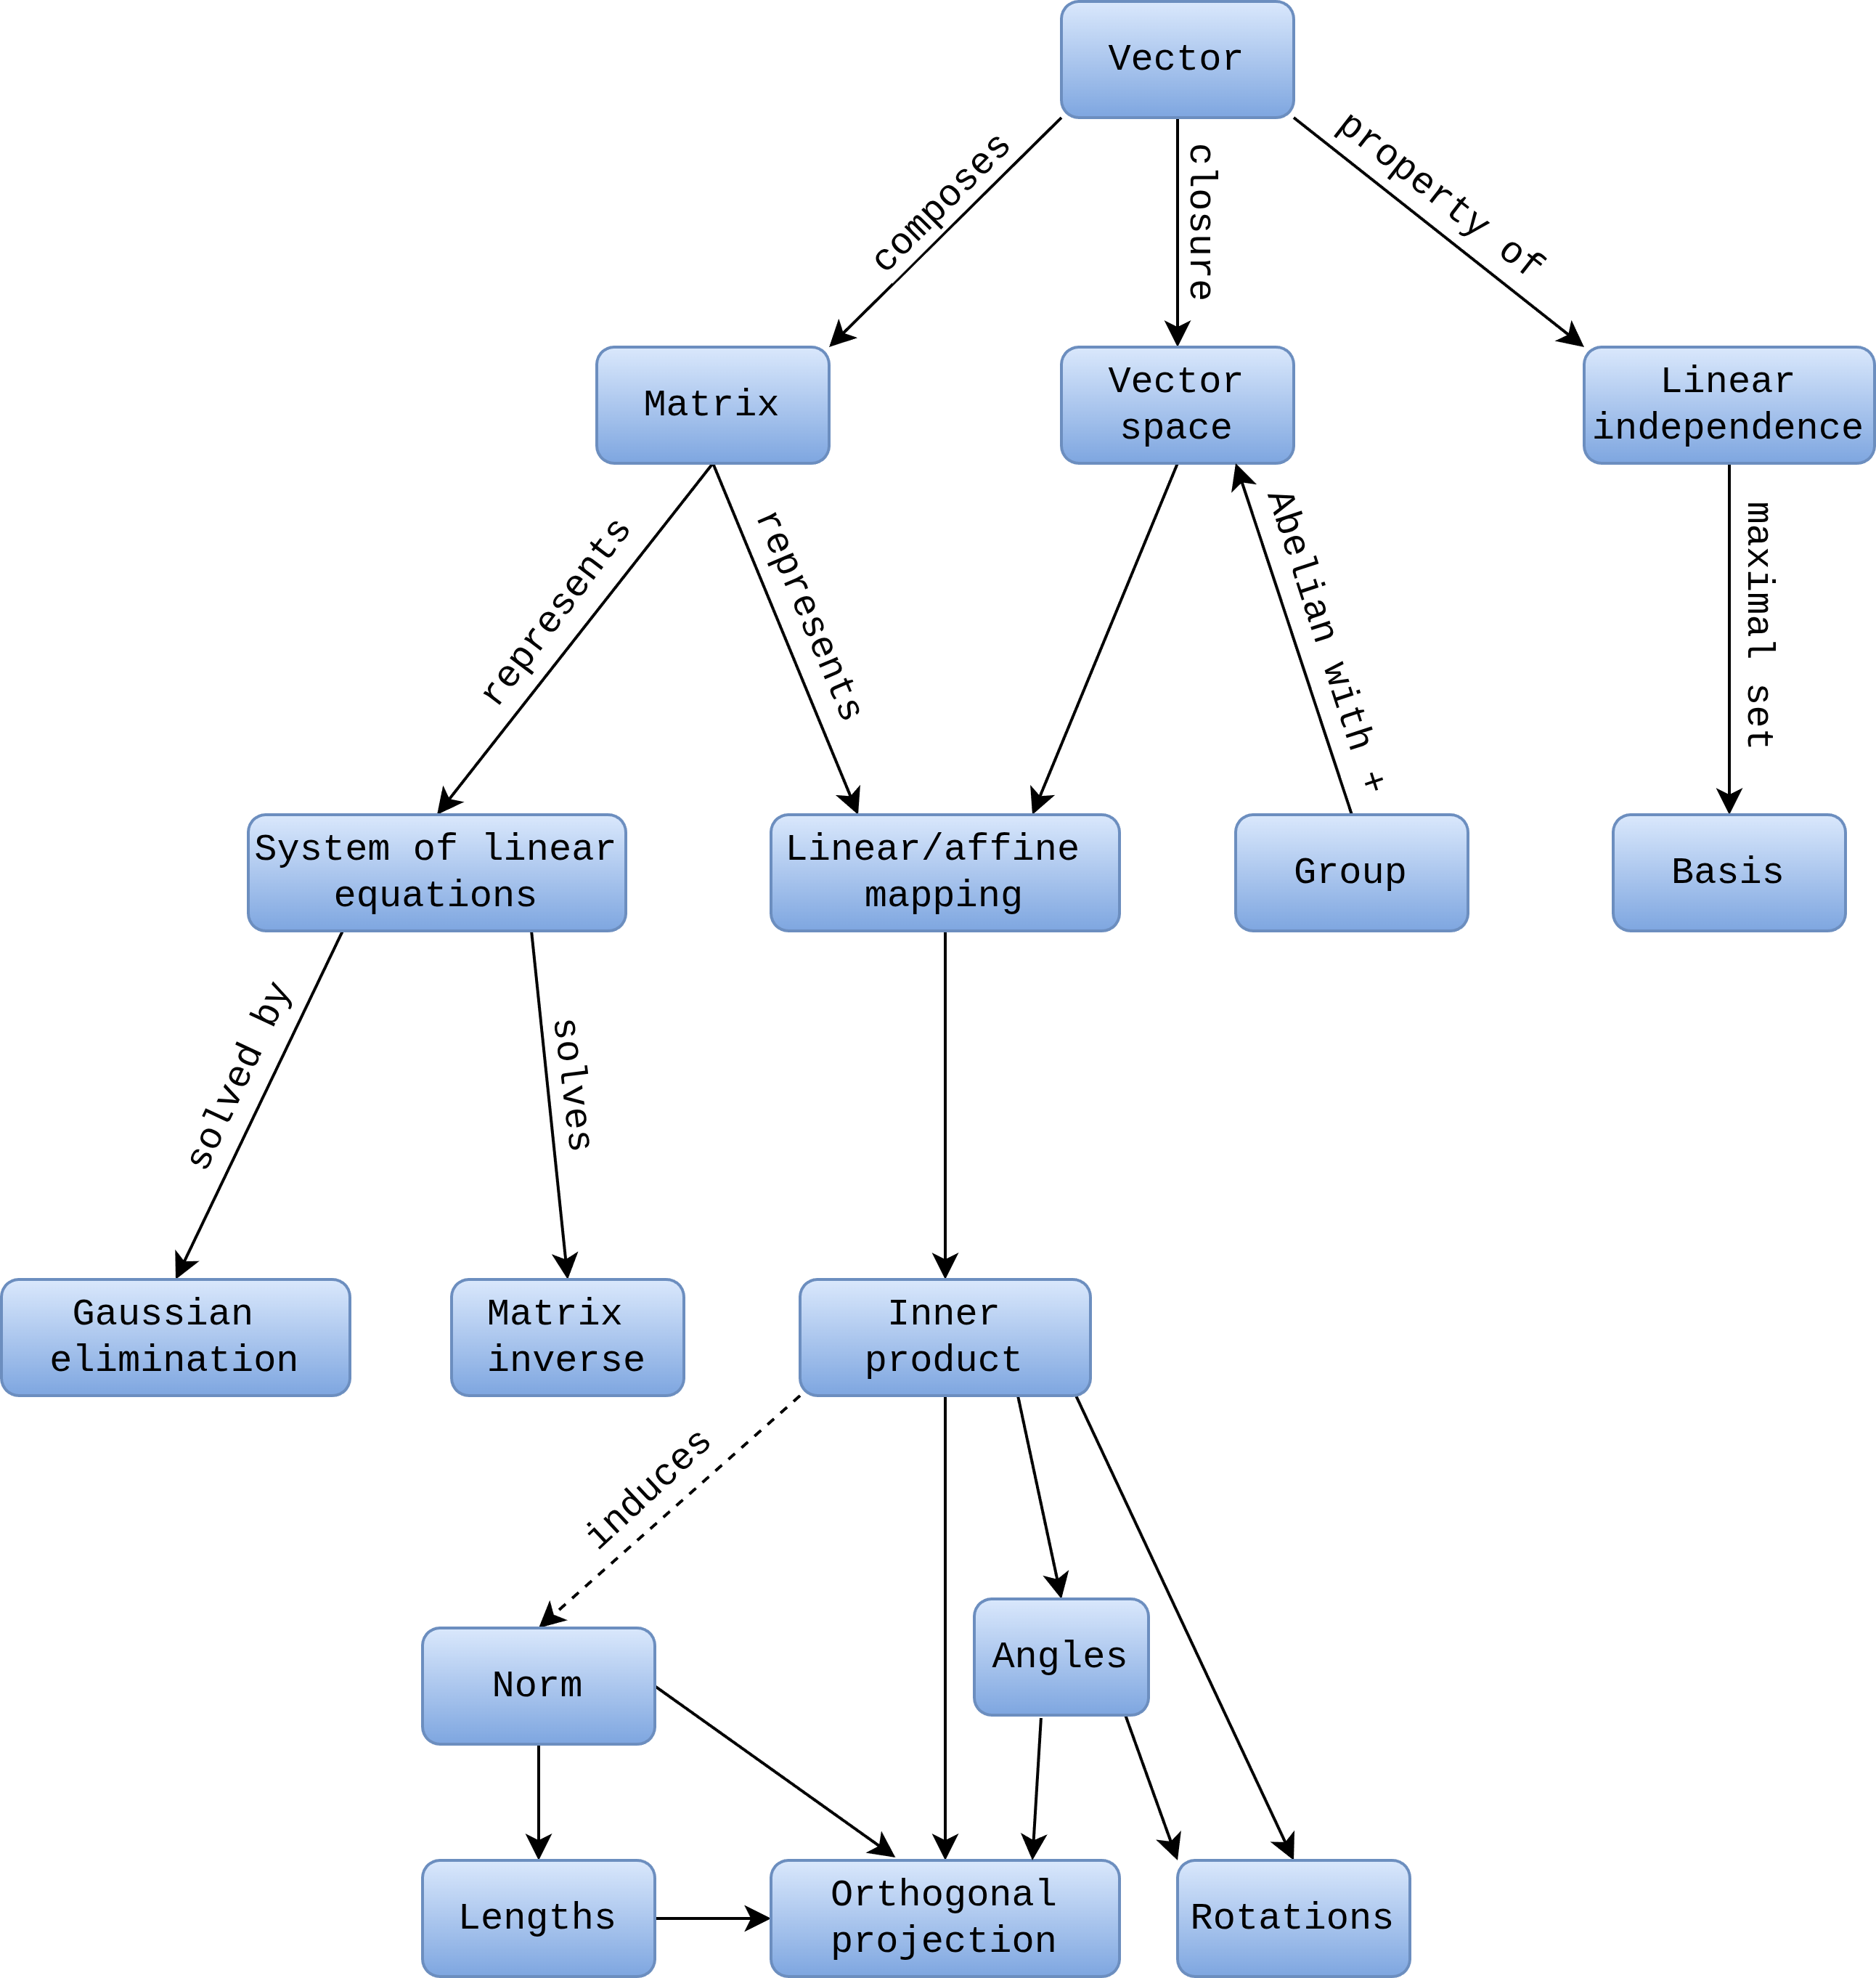 Vector
composes
closure
property of
Matrix
Vector
space
Linear
independence
represents
represents
Abelian with +
maximal set
System of linear
equations
Linear/affine
mapping
Group
Basis
solved by
solves
Gaussian
elimination
Matrix
inverse
Inner
product
induces
Angles
Norm
Lengths
Orthogonal
projection
Rotations